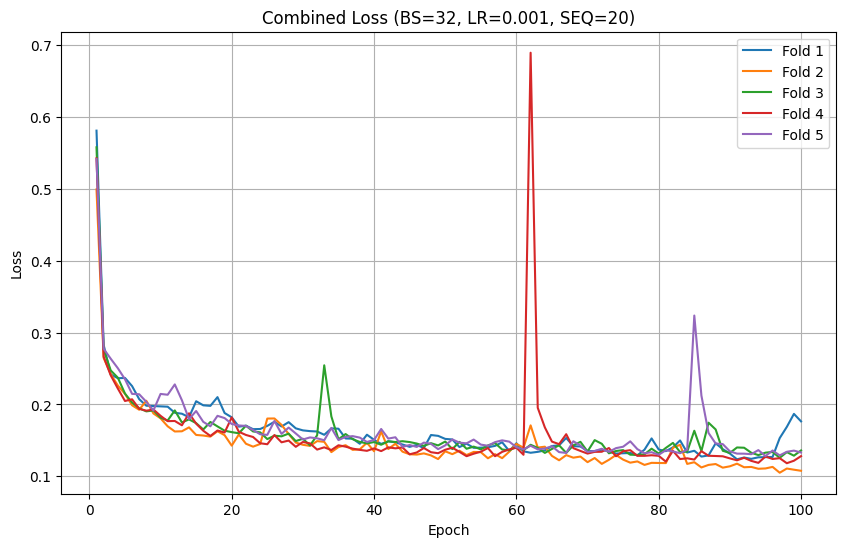 Combined Loss (BS=32, LR=0.001, SEQ=20)
0.7
0.6
0.5
0.4
0.3
0.2
0.1
Loss
0 20 40 60 80 100
Epoch
Fold 1
Fold 2
Fold 3
Fold 4
Fold 5